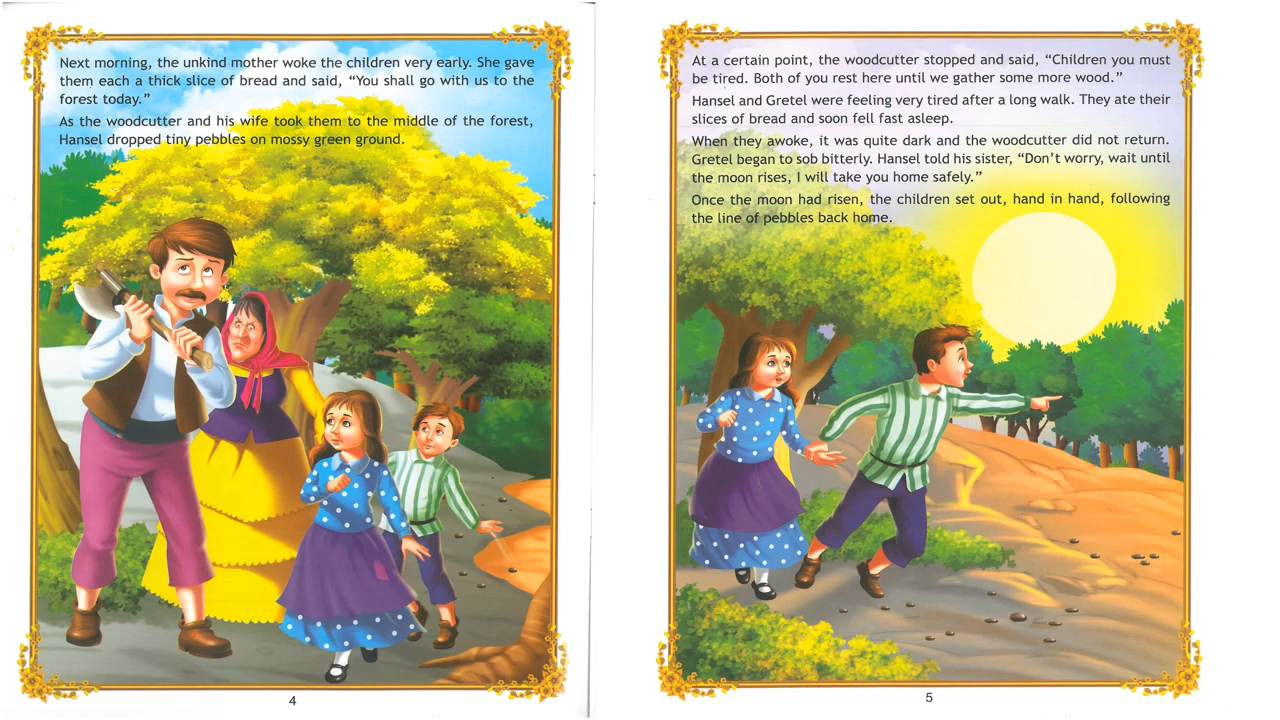 Next morning, the unkind mother woke the children very early. She gave
them each a thick slice of bread and said, “You shall go with us to the
forest today.”
As the woodcutter and his wife took them to the middle of the forest,
Hansel dropped tiny pebbles on mossy green ground.
4
At a certain point, the woodcutter stopped and said, “Children you must
be tired. Both of you rest here until we gather some more wood.”
Hansel and Gretel were feeling very tired after a long walk. They ate their
slices of bread and soon fell fast asleep.
When they awoke, it was quite dark and the woodcutter did not return.
Gretel began to sob bitterly. Hansel told his sister, “Don’t worry, wait until
the moon rises, I will take you home safely.”
Once the moon had risen, the children set out, hand in hand, following
the line of pebbles back home.
5